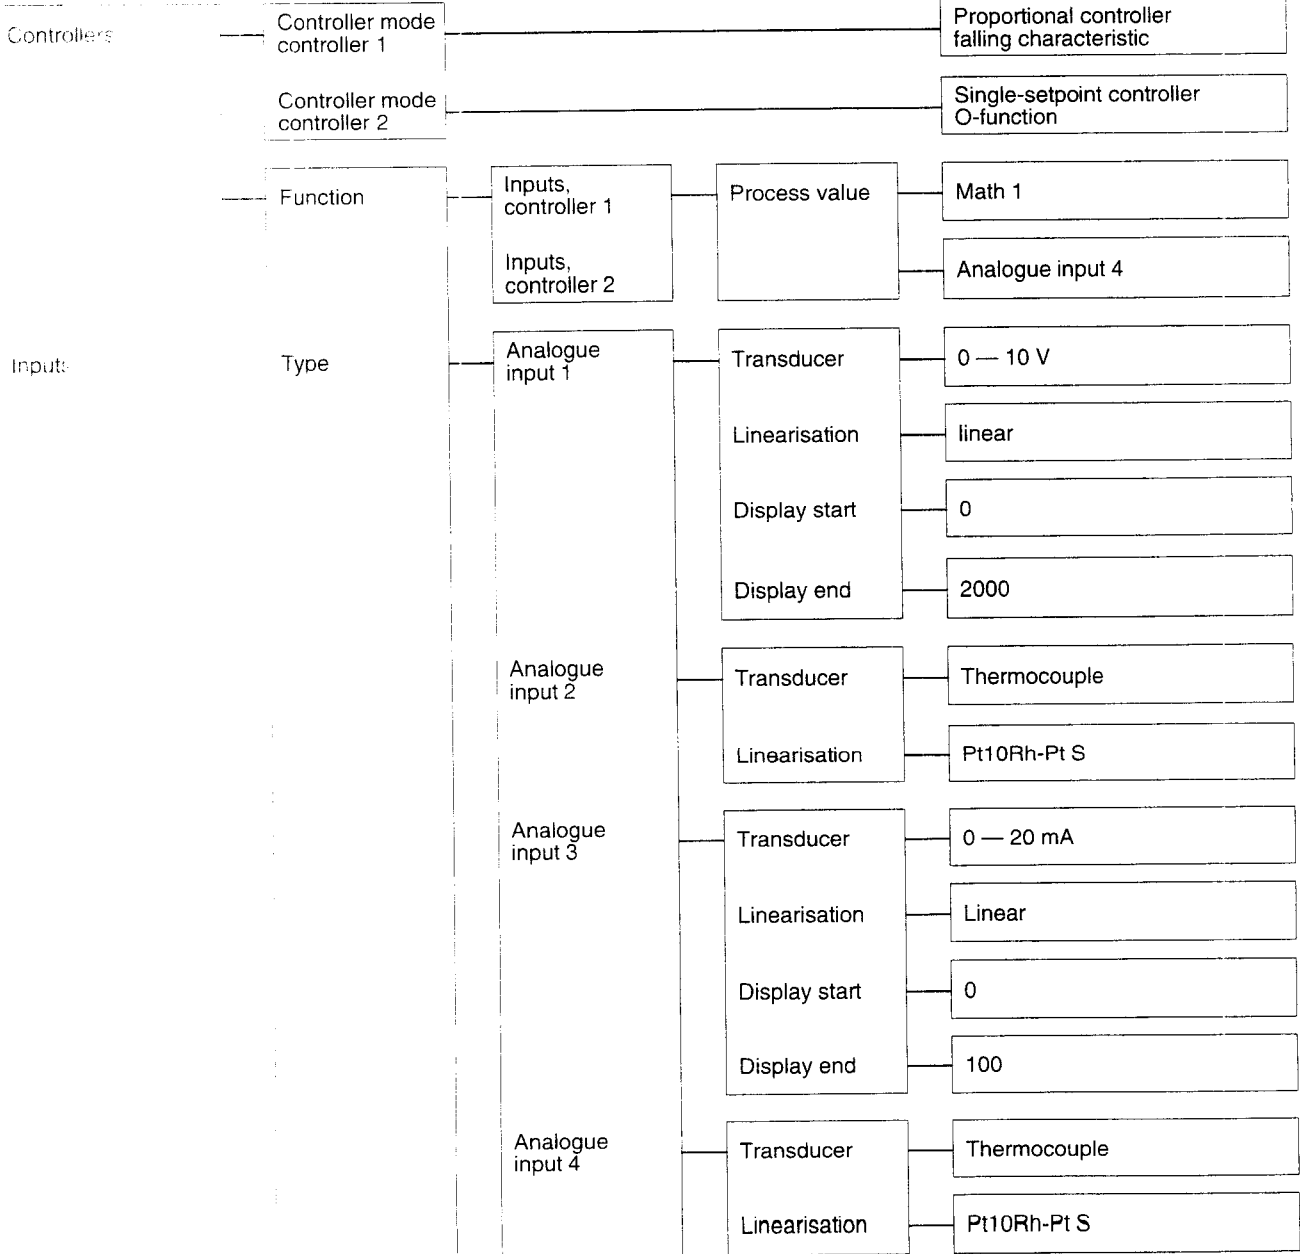 Controllers
Controller mode
controller 1
Proportional controller
falling characteristic
Controller mode
controller 2
Single-setpoint controller
O-function
Function
Inputs,
controller 1
Process value
Math 1
Inputs,
controller 2
Analogue input 4
Inputs
Type
Analogue
input 1
Transducer
0 — 10 V
Linearisation
linear
Display start
0
Display end
2000
Analogue
input 2
Transducer
Thermocouple
Linearisation
Pt10Rh-Pt S
Analogue
input 3
Transducer
0 — 20 mA
Linearisation
Linear
Display start
0
Display end
100
Analogue
input 4
Transducer
Thermocouple
Linearisation
Pt10Rh-Pt S